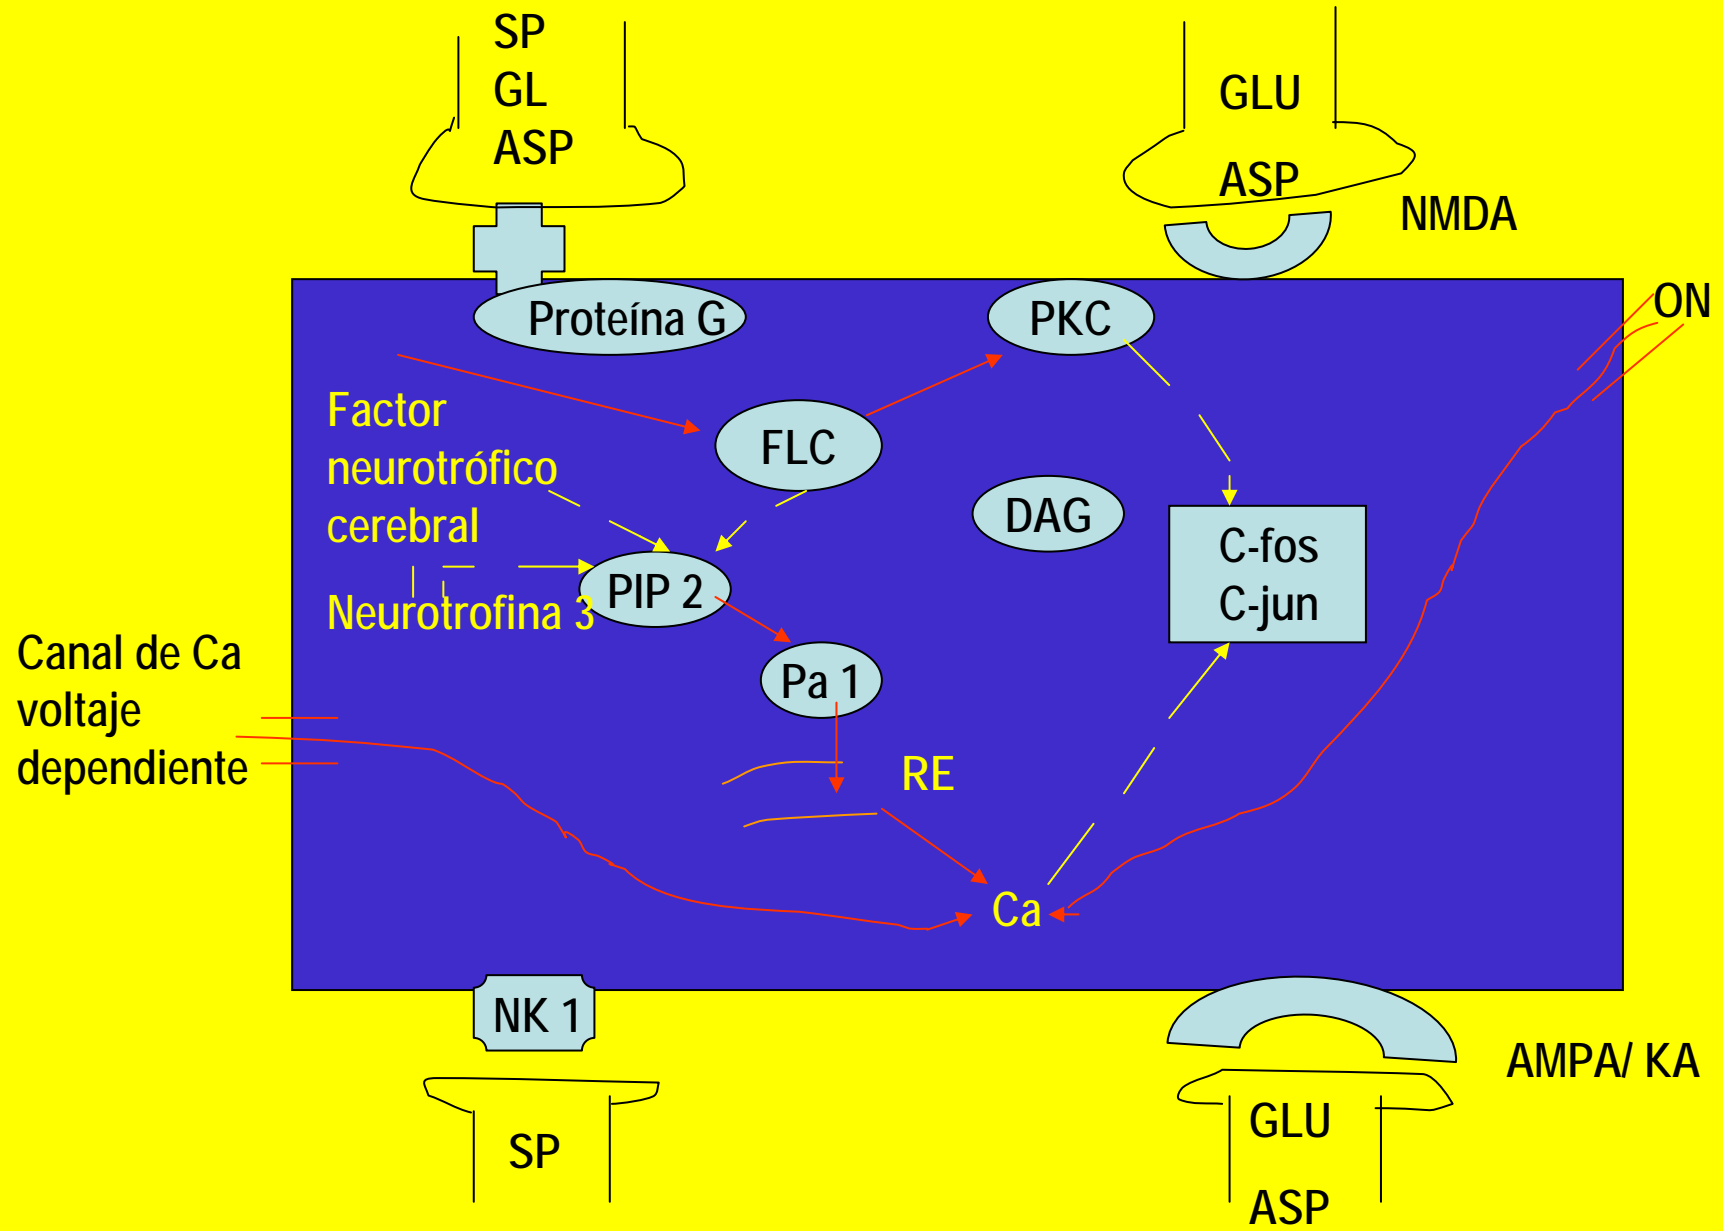 SP
GL
ASP
GLU
ASP
NMDA
ON
Proteína G
PKC
Factor
neurotrófico
cerebral
FLC
DAG
C-fos
C-jun
PIP 2
Neurotrofina 3
Canal de Ca
voltaje
dependiente
Pa 1
RE
Ca
NK 1
AMPA/ KA
SP
GLU
ASP